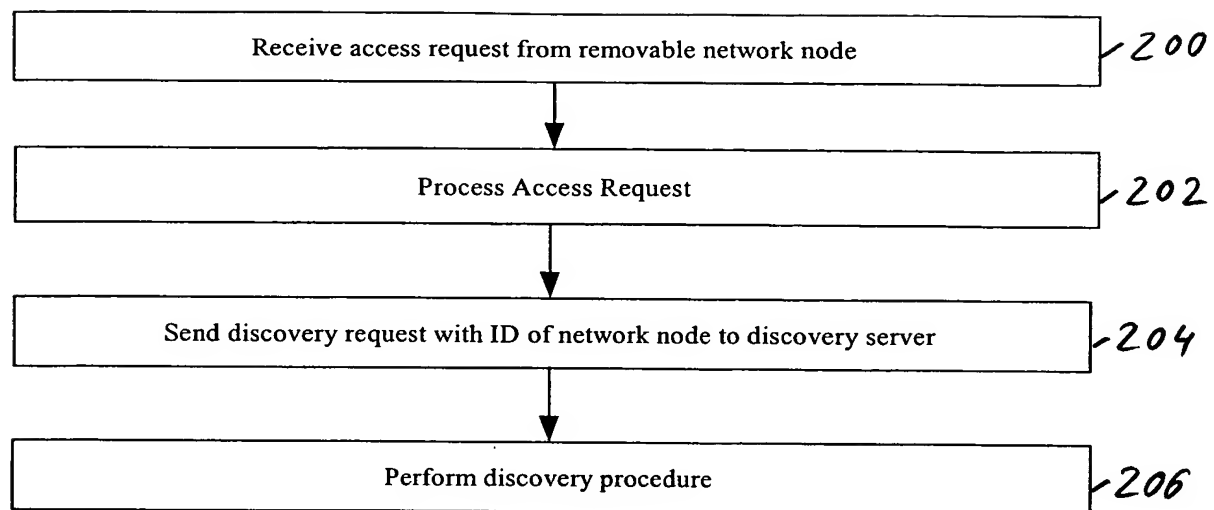 Receive access request from removable network node
200
Process Access Request
202
Send discovery request with ID of network node to discovery server
204
Perform discovery procedure
206